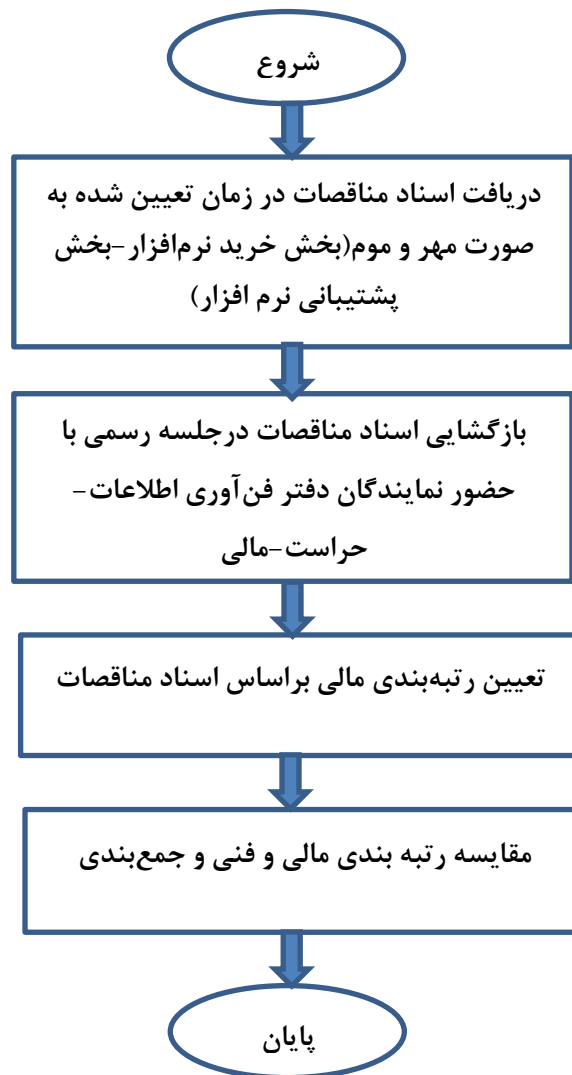 شروع
دریافت اسناد مناقصات در زمان تعیین شده به
صورت مهر و موم(بخش خرید نرم‌افزار-بخش
پشتیبانی نرم افزار)
بازگشایی اسناد مناقصات درجلسه رسمی با
حضور نمایندگان دفتر فن‌آوری اطلاعات-
حراست-مالی
تعیین رتبه‌بندی مالی براساس اسناد مناقصات
مقایسه رتبه بندی مالی و فنی و جمع‌بندی
پایان